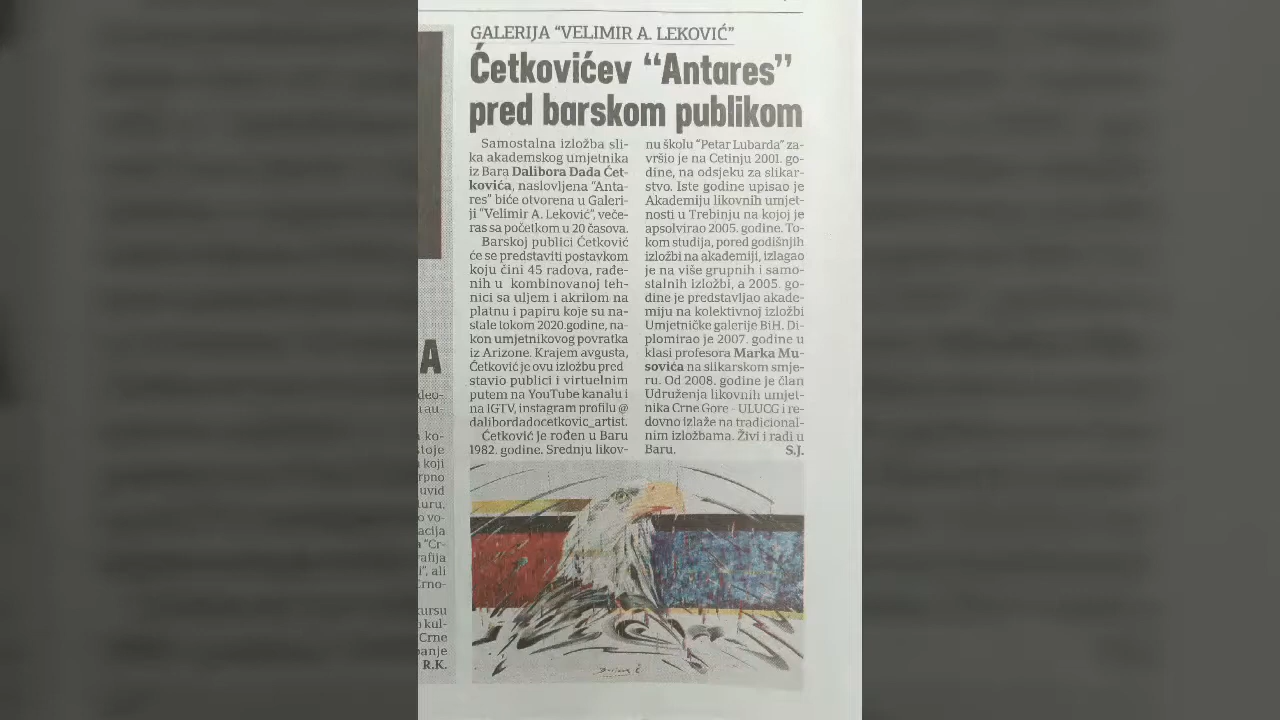 GALERIJA “VELIMIR A. LEKOVIĆ”
Ćetkovićev “Antares”
pred barskom publikom
Samostalna izložba sli-
ka akademskog umjetnika
iz Bara Dalibora Dada Ćet-
kovića, naslovljena “Anta-
res” biće otvorena u Galeri-
ji “Velimir A. Leković”, veče-
ras sa početkom u 20 časova.
Barskoj publici Ćetković
će se predstaviti postavkom
koju čini 45 radova, rađe-
nih u kombinovanoj teh-
nici sa uljem i akrilom na
platnu i papiru koje su na-
stale tokom 2020.godine, na-
kon umjetnikovog povratka
iz Arizone. Krajem avgusta,
Ćetković je ovu izložbu pred
stavio publici i virtuelnim
putem na YouTube kanalu i
na IGTV, instagram profilu @
dalibordadocetkovic_artist.
Ćetković je rođen u Baru
1982. godine. Srednju likov-
nu školu “Petar Lubarda” za-
vršio je na Cetinju 2001. go-
dine, na odsjeku za slikar-
stvo. Iste godine upisao je
Akademiju likovnih umjet-
nosti u Trebinju na kojoj je
apsolvirao 2005. godine. To-
kom studija, pored godišnjih
izložbi na akademiji, izlagao
je na više grupnih i samo-
stalnih izložbi, a 2005. go-
dine je predstavljao akade-
miju na kolektivnoj izložbi
Umjetničke galerije BiH. Di-
plomirao je 2007. godine u
klasi profesora Marka Mu-
sovića na slikarskom smje-
ru. Od 2008. godine je član
Udruženja likovnih umjet-
nika Crne Gore - ULUCG i re-
dovno izlaže na tradicional-
nim izložbama. Živi i radi u
Baru. S.J.
A
koji
uvid
“Cr-
ali
Crne
R.K.